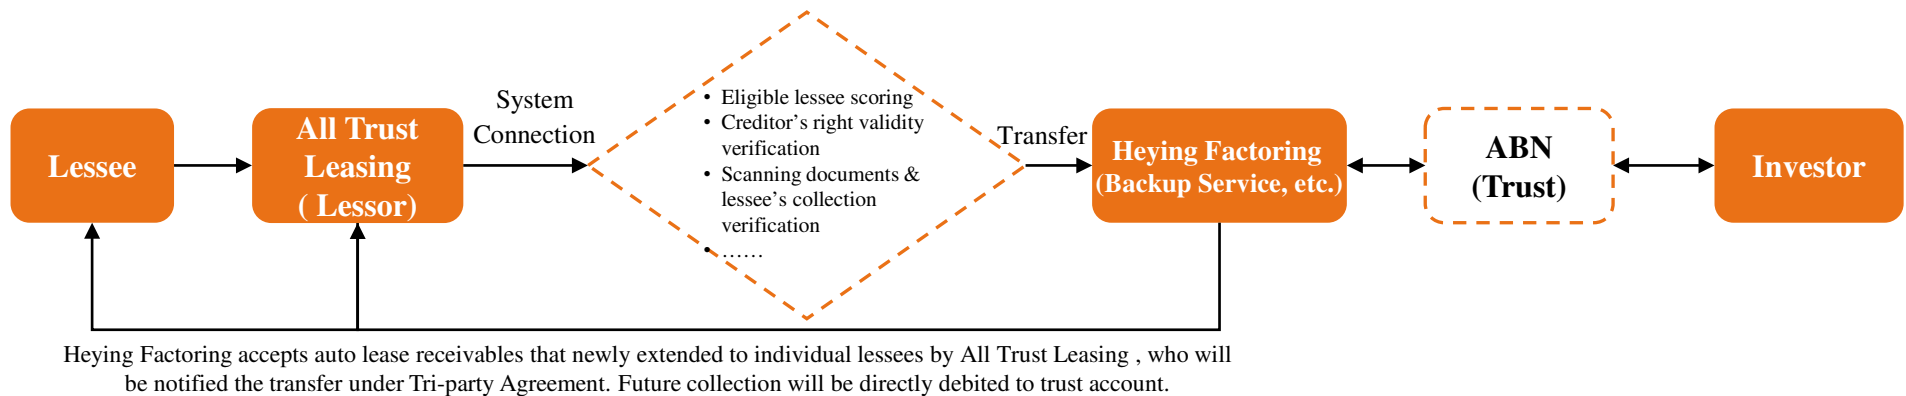 Lessee
All Trust
Leasing
( Lessor)
System
Connection
• Eligible lessee scoring
• Creditor’s right validity
verification
• Scanning documents &
lessee’s collection
verification
• ……
Transfer
Heying Factoring
(Backup Service, etc.)
ABN
(Trust)
Investor
Heying Factoring accepts auto lease receivables that newly extended to individual lessees by All Trust Leasing , who will
be notified the transfer under Tri-party Agreement. Future collection will be directly debited to trust account.